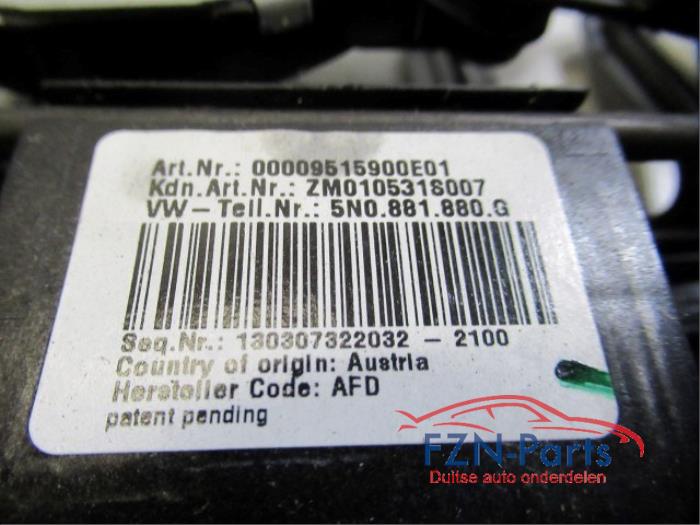 Art.Nr.: 00009515900E01
Kdn.Art.Nr.: ZM010531S007
VW-Teil.Nr.: 5N0.881.880.G
Seq.Nr.: 130307322032 - 2100
Country of origin: Austria
Hersteller Code: AFD
patent pending
FZN-Parts
Duitse auto onderdelen